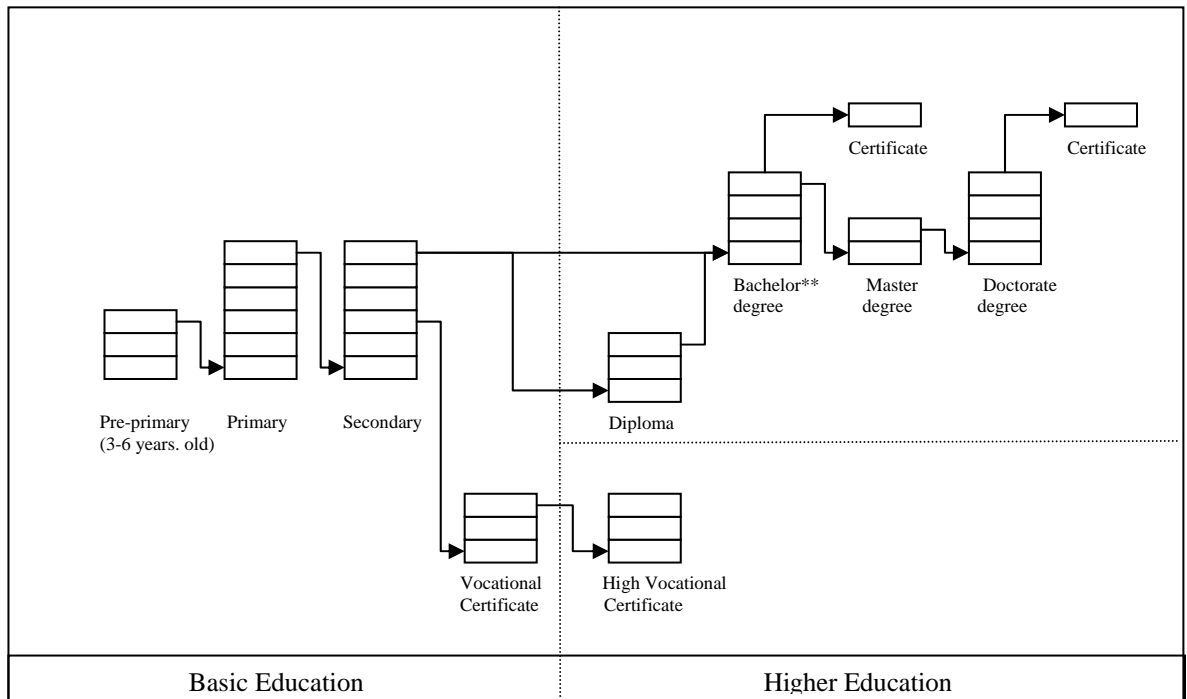 Certificate
Certificate
Bachelor**
degree
Master
degree
Doctorate
degree
Pre-primary
(3-6 years. old)
Primary
Secondary
Diploma
Vocational
Certificate
High Vocational
Certificate
Basic Education
Higher Education